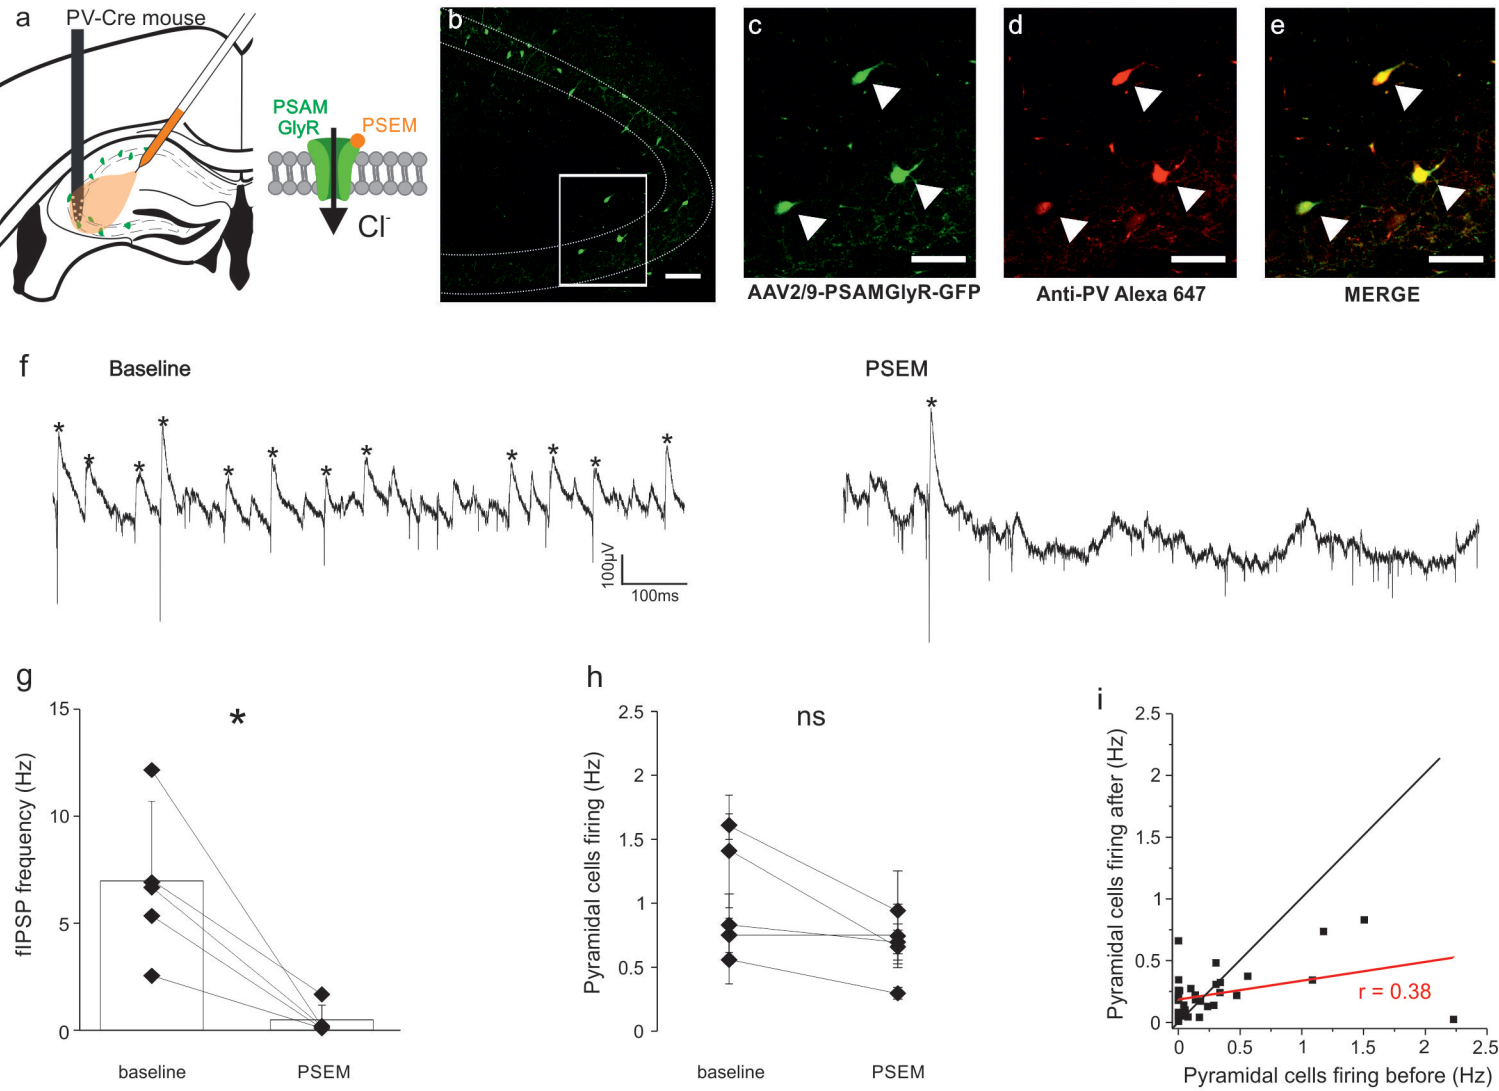 a
PV-Cre mouse
PSAM
GlyR
PSEM
Cl⁻
b
c
AAV2/9-PSAMGlyR-GFP
d
Anti-PV Alexa 647
e
MERGE
f
Baseline
* * * * * * * * * * * *
100µV
100ms
PSEM
*
g
*
fIPSP frequency (Hz)
15
10
5
0
baseline
PSEM
h
ns
Pyramidal cells firing (Hz)
2.5
2
1.5
1
0.5
0
baseline
PSEM
i
Pyramidal cells firing after (Hz)
2.5
2
1.5
1
0.5
0
r = 0.38
0 0.5 1 1.5 2 2.5
Pyramidal cells firing before (Hz)